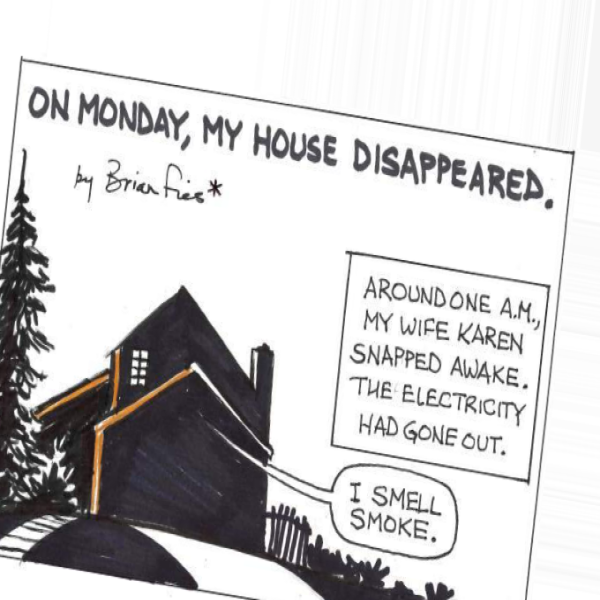 ON MONDAY, MY HOUSE DISAPPEARED.
by Brian Fies*
AROUND ONE A.M.,
MY WIFE KAREN
SNAPPED AWAKE.
THE ELECTRICITY
HAD GONE OUT.
I SMELL
SMOKE.